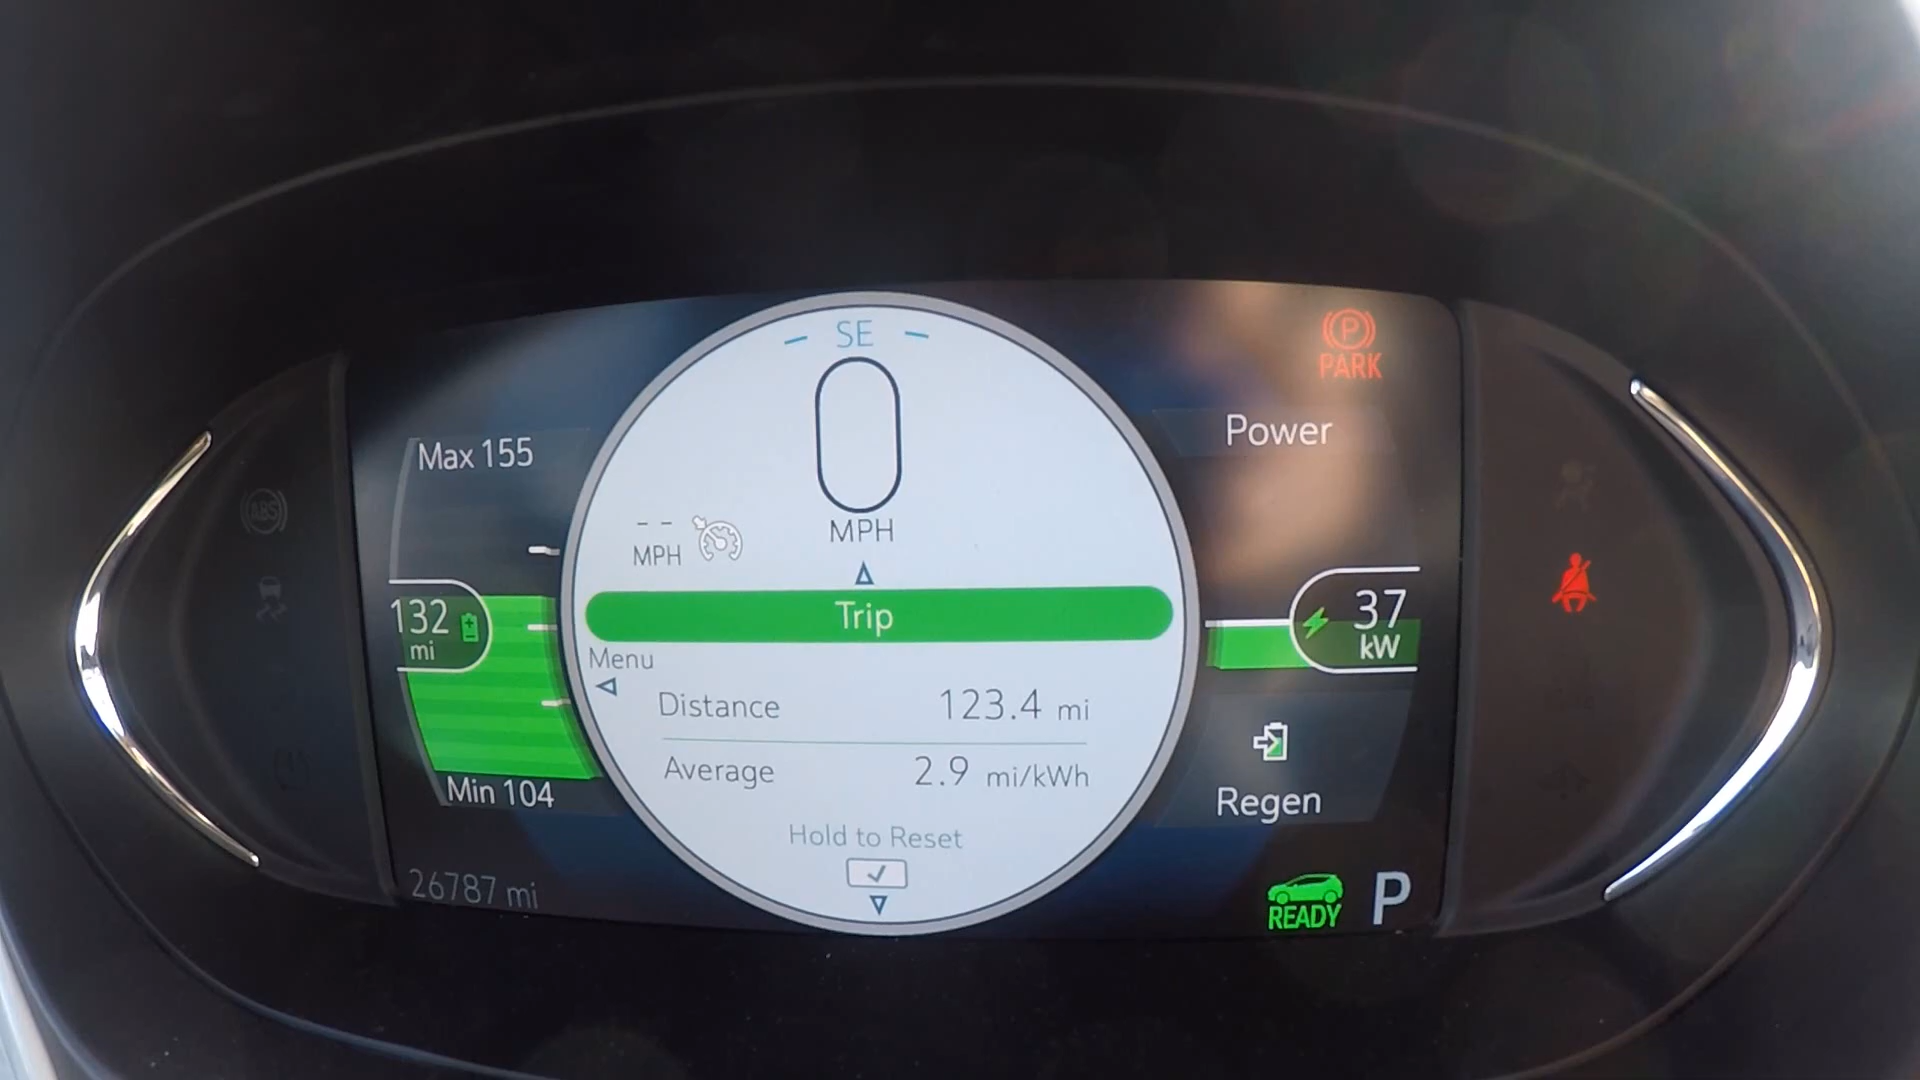 SE
0
MPH
P
PARK
Max 155
Power
-- MPH
132
mi
Trip
37
kW
Menu
Distance 123.4 mi
Average 2.9 mi/kWh
Min 104
Regen
Hold to Reset
26787 mi
READY
P
ABS